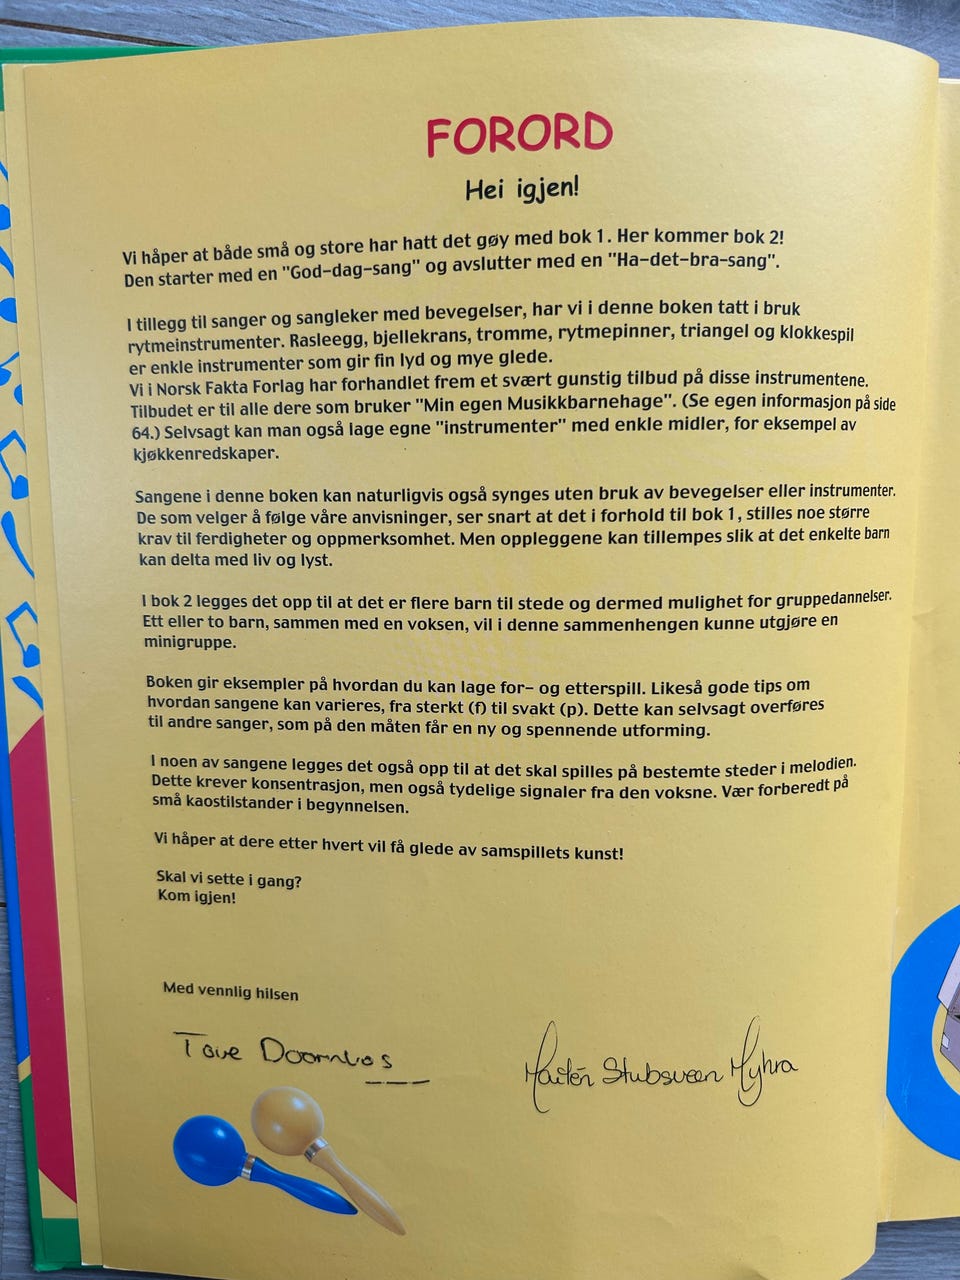 FORORD
Hei igjen!
Vi håper at både små og store har hatt det gøy med bok 1. Her kommer bok 2!
Den starter med en "God-dag-sang" og avslutter med en "Ha-det-bra-sang".
I tillegg til sanger og sangleker med bevegelser, har vi i denne boken tatt i bruk
rytmeinstrumenter. Rasleegg, bjellekrans, tromme, rytmepinner, triangel og klokkespil
er enkle instrumenter som gir fin lyd og mye glede.
Vi i Norsk Fakta Forlag har forhandlet frem et svært gunstig tilbud på disse instrumentene.
Tilbudet er til alle dere som bruker "Min egen Musikkbarnehage". (Se egen informasjon på side
64.) Selvsagt kan man også lage egne "instrumenter" med enkle midler, for eksempel av
kjøkkenredskaper.
Sangene i denne boken kan naturligvis også synges uten bruk av bevegelser eller instrumenter.
De som velger å følge våre anvisninger, ser snart at det i forhold til bok 1, stilles noe større
krav til ferdigheter og oppmerksomhet. Men oppleggene kan tillempes slik at det enkelte barn
kan delta med liv og lyst.
I bok 2 legges det opp til at det er flere barn til stede og dermed mulighet for gruppedannelser.
Ett eller to barn, sammen med en voksen, vil i denne sammenhengen kunne utgjøre en
minigruppe.
Boken gir eksempler på hvordan du kan lage for- og etterspill. Likeså gode tips om
hvordan sangene kan varieres, fra sterkt (f) til svakt (p). Dette kan selvsagt overføres
til andre sanger, som på den måten får en ny og spennende utforming.
I noen av sangene legges det også opp til at det skal spilles på bestemte steder i melodien.
Dette krever konsentrasjon, men også tydelige signaler fra den voksne. Vær forberedt på
små kaostilstander i begynnelsen.
Vi håper at dere etter hvert vil få glede av samspillets kunst!
Skal vi sette i gang?
Kom igjen!
Med vennlig hilsen
Tove Doornbos
Stubsveen Myhra